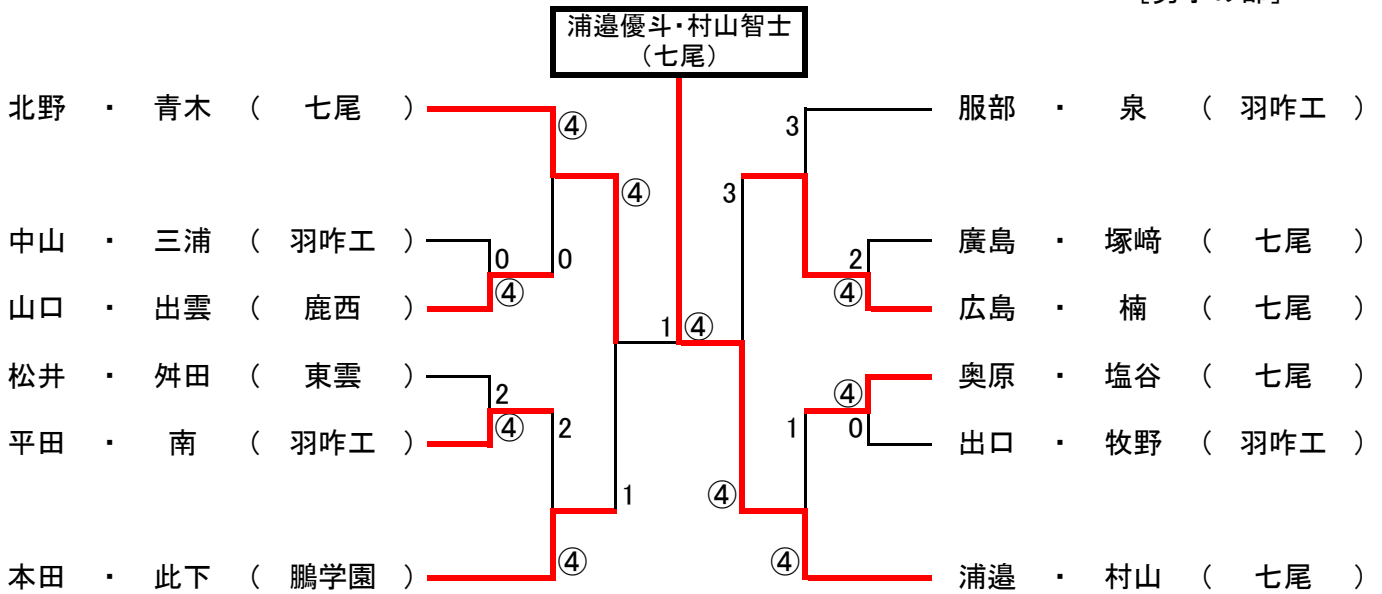 浦邉優斗・村山智士
（七尾）
北野 ・ 青木 （ 七尾 ）
④
3
服部 ・ 泉 （ 羽咋工 ）
④
3
中山 ・ 三浦 （ 羽咋工 ）
0
0
2
廣島 ・ 塚﨑 （ 七尾 ）
山口 ・ 出雲 （ 鹿西 ）
④
④
広島 ・ 楠 （ 七尾 ）
1
④
松井 ・ 舛田 （ 東雲 ）
2
④
奥原 ・ 塩谷 （ 七尾 ）
平田 ・ 南 （ 羽咋工 ）
④
2
1
0
出口 ・ 牧野 （ 羽咋工 ）
1
④
本田 ・ 此下 （ 鵬学園 ）
④
④
浦邉 ・ 村山 （ 七尾 ）